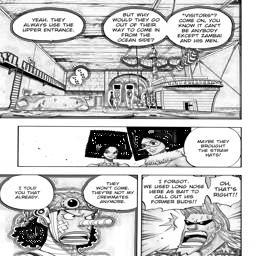 YEAH. THEY
ALWAYS USE THE
UPPER ENTRANCE.
BUT WHY
WOULD THEY GO
OUT OF THEIR
WAY TO COME IN
FROM THE
OCEAN SIDE?
"VISITORS"?
COME ON, YOU
KNOW IT CAN'T
BE ANYBODY
EXCEPT ZAMBAI
AND HIS MEN.
MAYBE THEY
BROUGHT
THE STRAW
HATS!
I TOLD
YOU THAT
ALREADY.
THEY
WON'T COME.
THEY'RE NOT MY
CREWMATES
ANYMORE.
I FORGOT.
WE USED LONG NOSE
HERE AS BAIT TO
CALL OUT HIS
FORMER BUDS!!
OH,
THAT'S
RIGHT!!